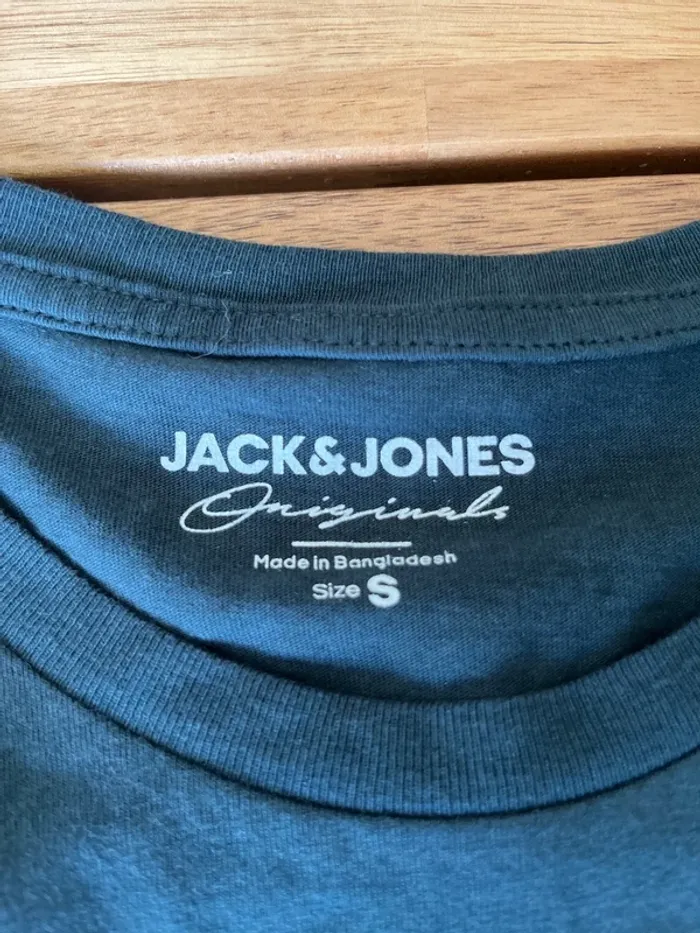 JACK&JONES
Originals
Made in Bangladesh
Size S